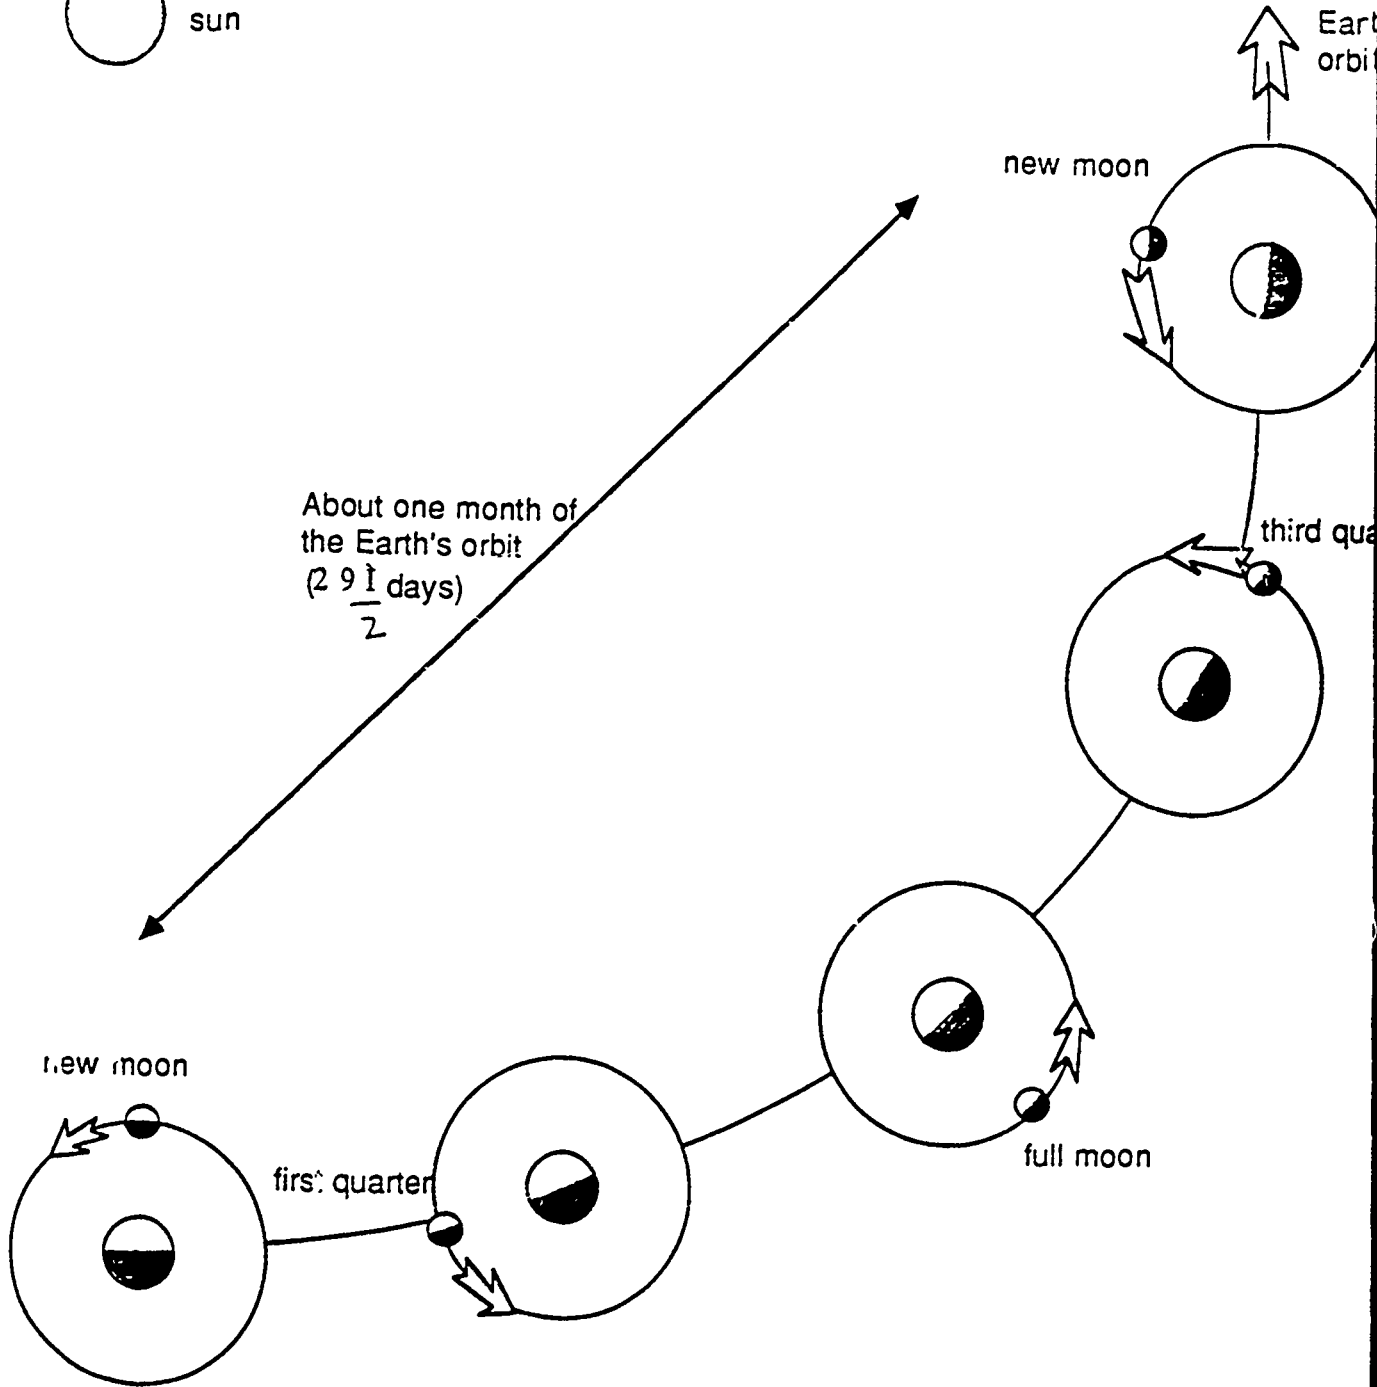 sun
Eart
orbit
new moon
About one month of
the Earth's orbit
(29 1/2 days)
third qua
new moon
first quarter
full moon